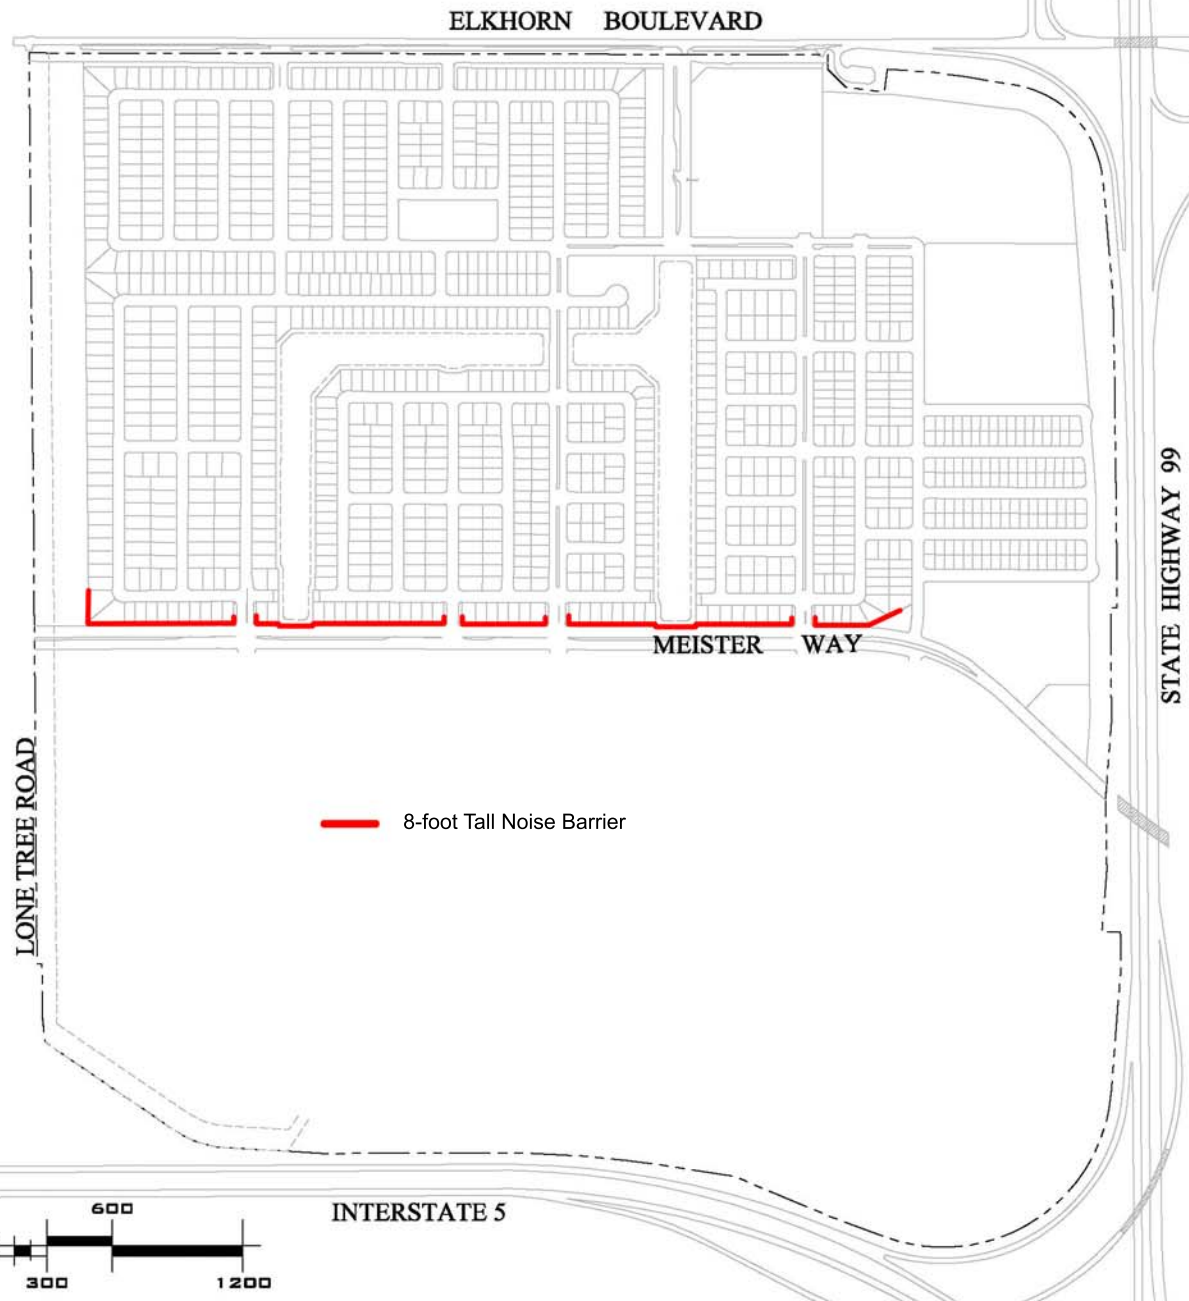 ELKHORN BOULEVARD
STATE HIGHWAY 99
MEISTER WAY
LONE TREE ROAD
8-foot Tall Noise Barrier
INTERSTATE 5
600
300 1200